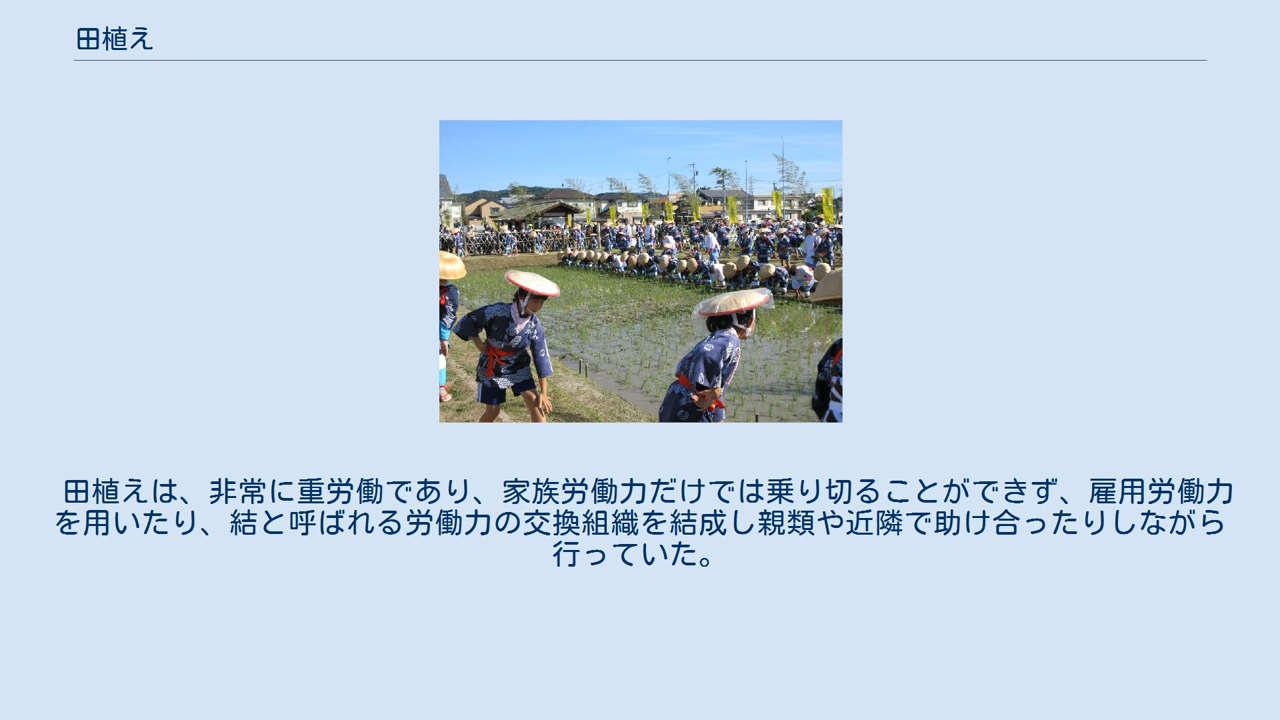 田植え
田植えは、非常に重労働であり、家族労働力だけでは乗り切ることができず、雇用労働力
を用いたり、結と呼ばれる労働力の交換組織を結成し親類や近隣で助け合ったりしながら
行っていた。